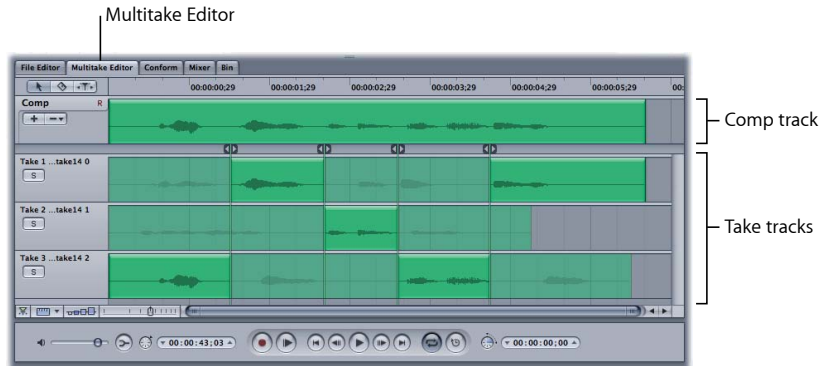 Multitake Editor
File Editor Multitake Editor Conform Mixer Bin
00:00:00;29 00:00:01;29 00:00:02;29 00:00:03;29 00:00:04;29 00:00:05;29 00:
Comp R
Comp track
Take 1 ...take14 0
S
Take 2 ...take14 1
S
Take tracks
Take 3 ...take14 2
S
00:00:43;03 00:00:00;00